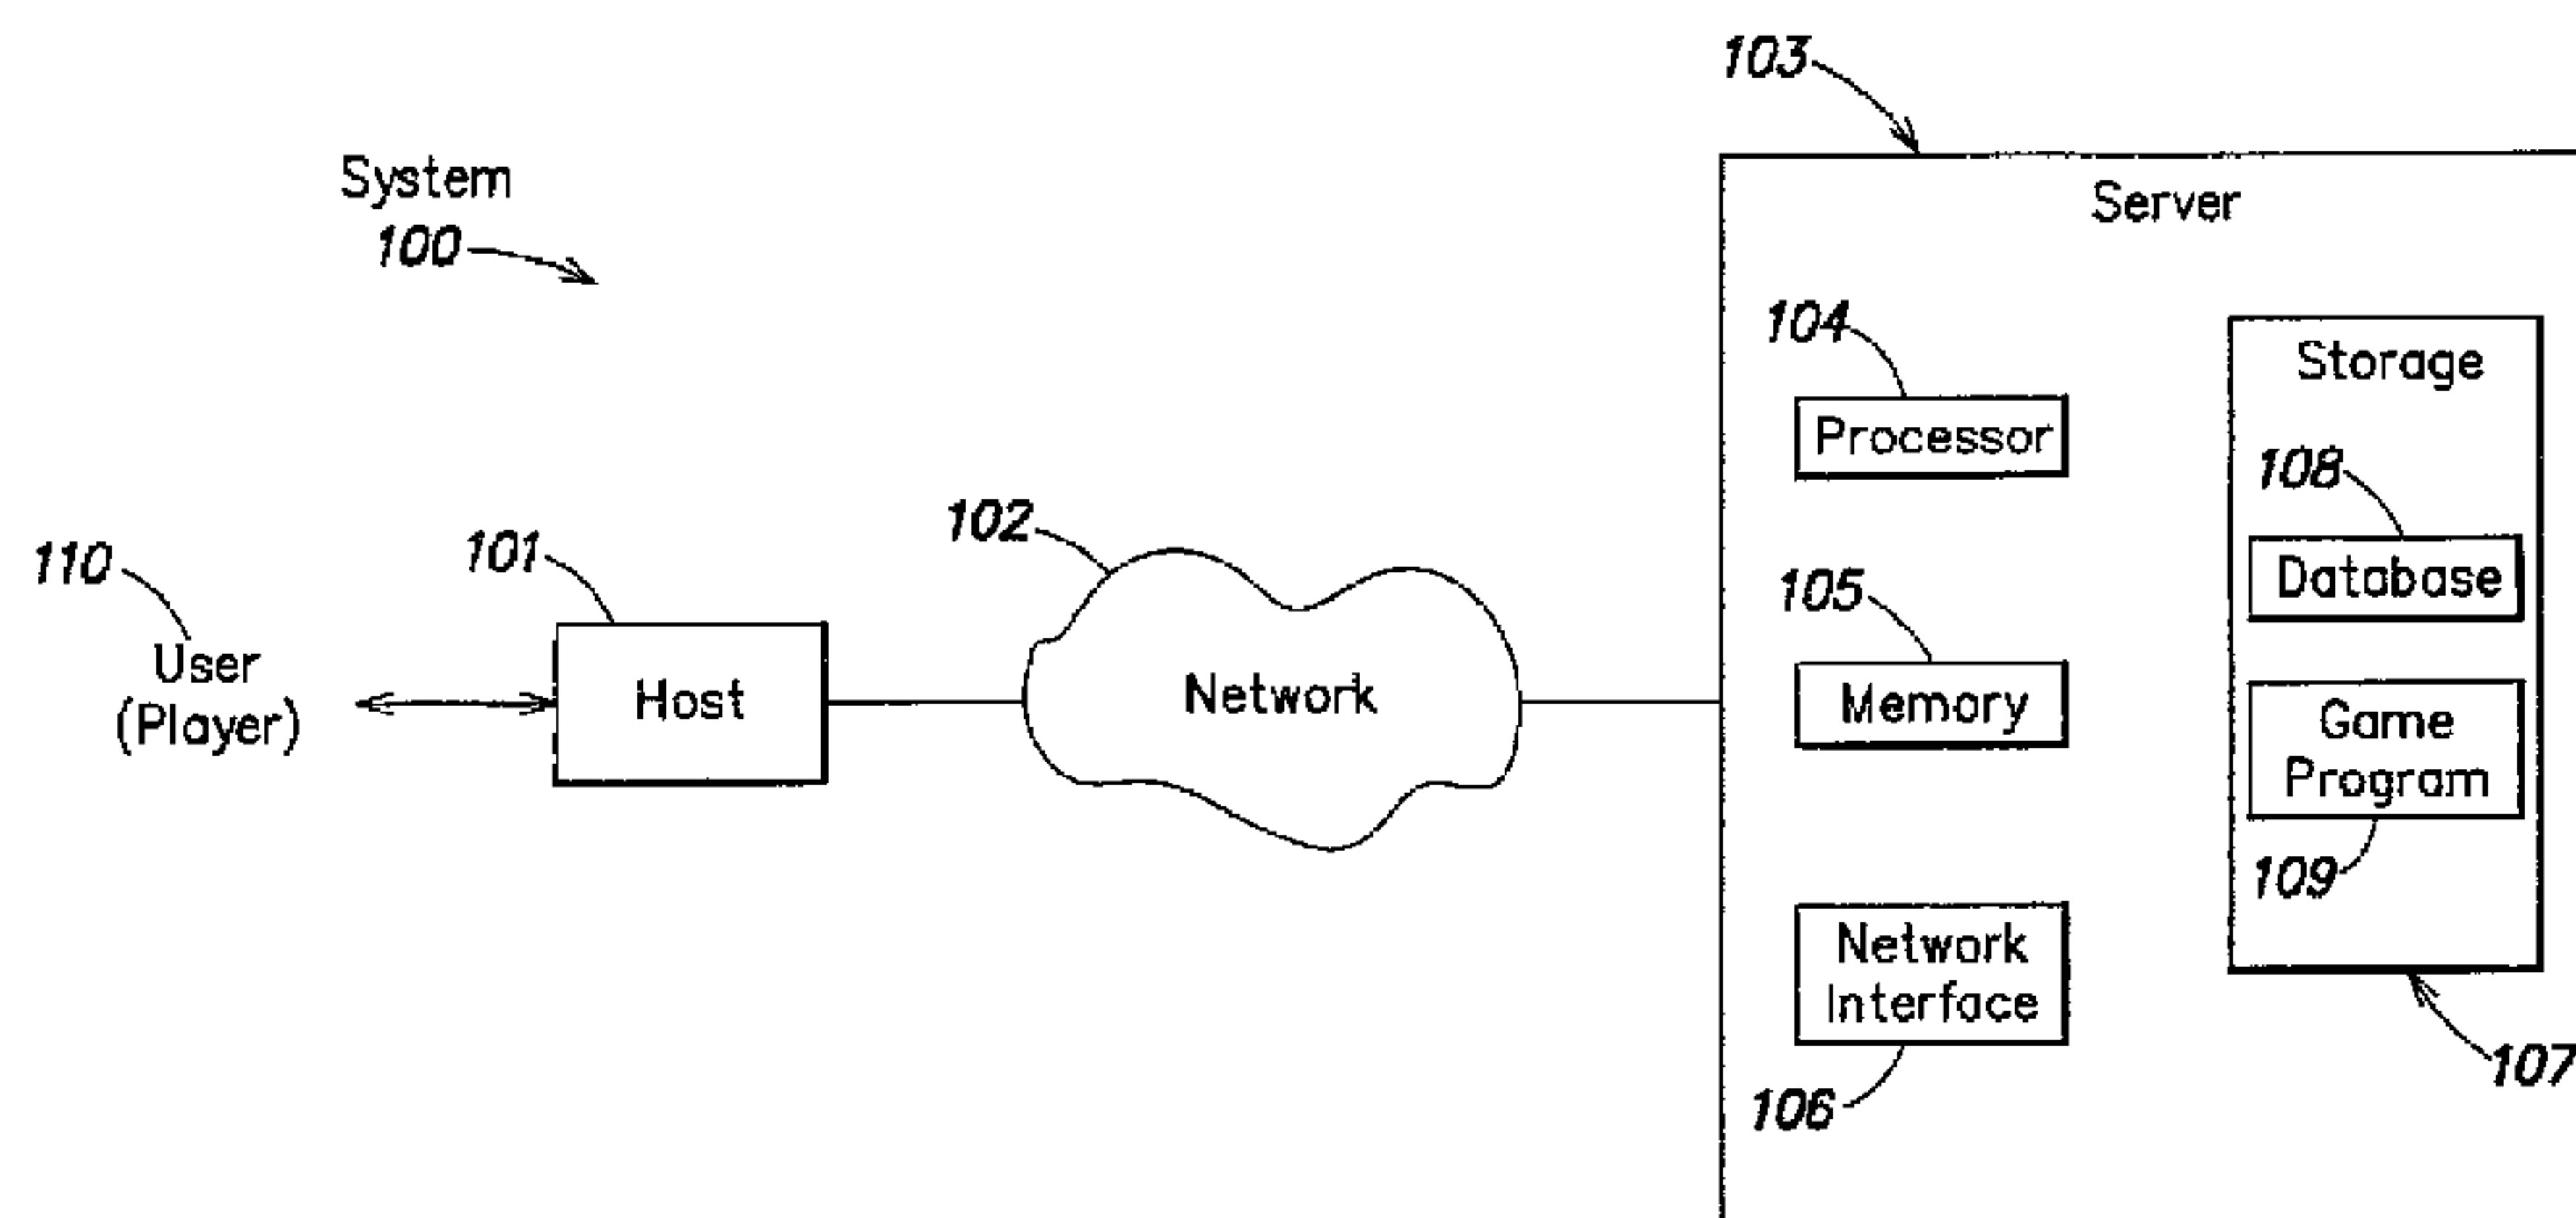 103
System
100
Server
104
Storage
Processor
108
102
101
110
Database
105
User
(Player)
Host
Network
Memory
Game
Program
109
Network
Interface
107
106